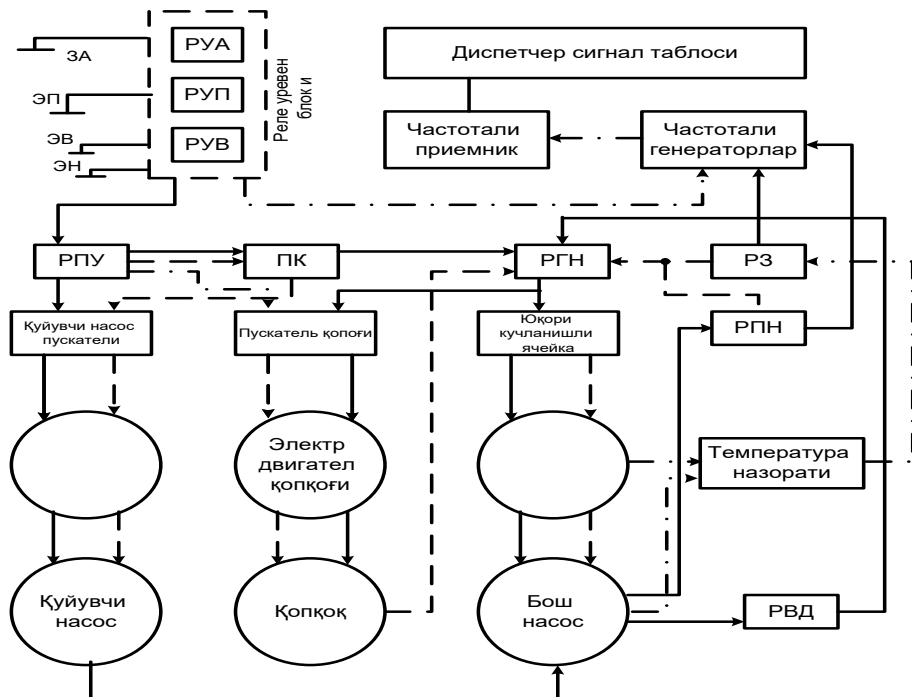 ЗА
ЭП
ЭВ
ЭН
РУА
РУП
РУВ
Реле уревен
блок и
Диспетчер сигнал таблоси
Частотали
приемник
Частотали
генераторлар
РПУ
ПК
РГН
РЗ
РПН
Қуйувчи насос
пускатели
Пускатель қопоғи
Юқори кучланишли
ячейка
Электр
двигател
қопқоғи
Температура
назорати
Қуйувчи
насос
Қопқоқ
Бош
насос
РВД